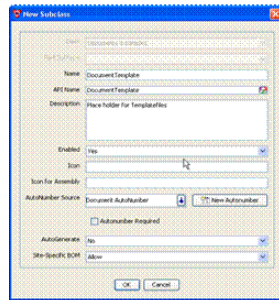 New Subclass
Name DocumentTemplate
API Name DocumentTemplate
Description Place holder for TemplateFiles
Enabled Yes
Icon
Icon for Assembly
AutoNumber Source Document AutoNumber New Autonumber
Autonumber Required
AutoGenerate No
Site-Specific BOM Allow
OK Cancel